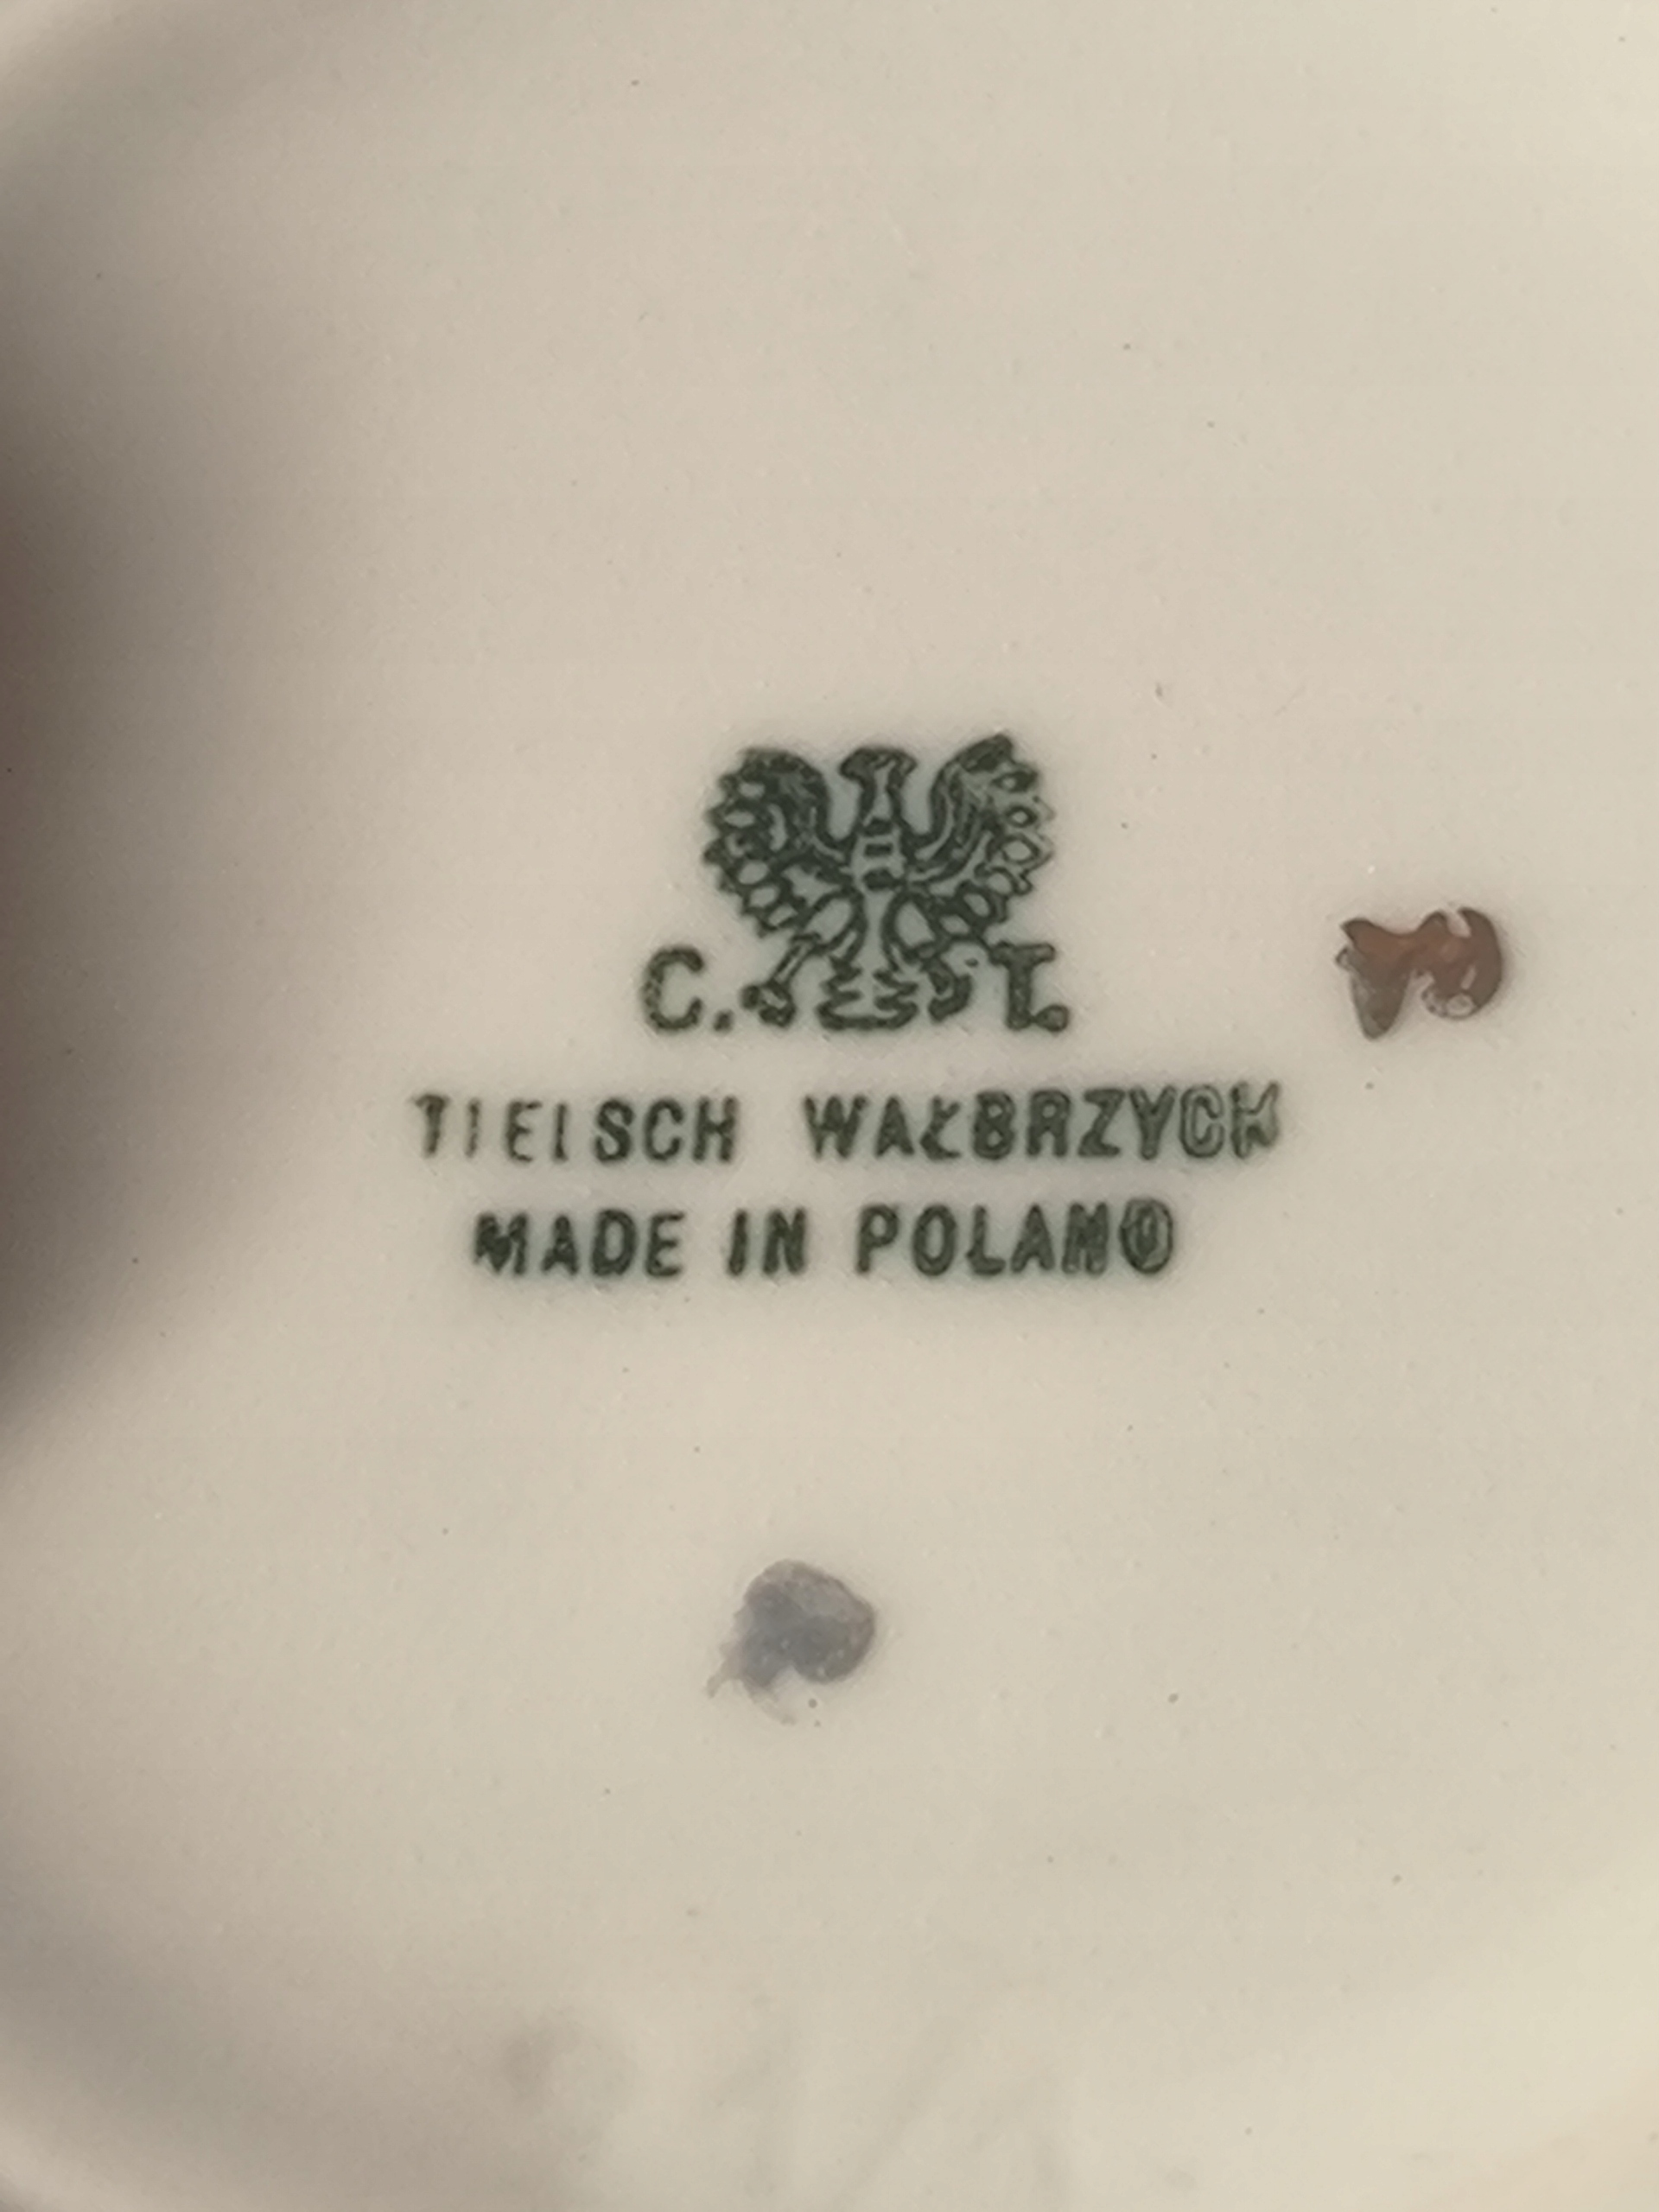 C. T.
TIELSCH WAŁBRZYCH
MADE IN POLAND